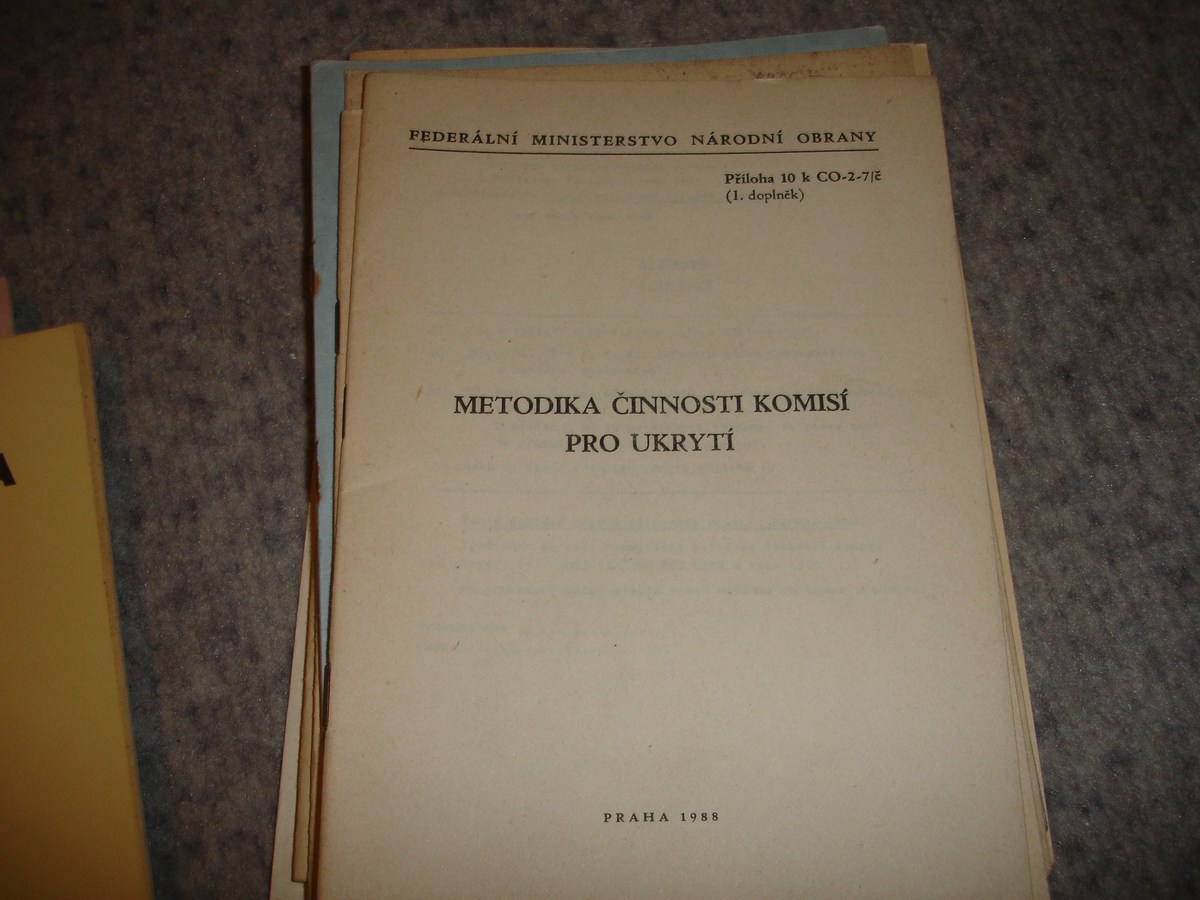 FEDERÁLNÍ MINISTERSTVO NÁRODNÍ OBRANY
Příloha 10 k CO-2-7/č
(1. doplněk)
METODIKA ČINNOSTI KOMISÍ
PRO UKRYTÍ
PRAHA 1988
A